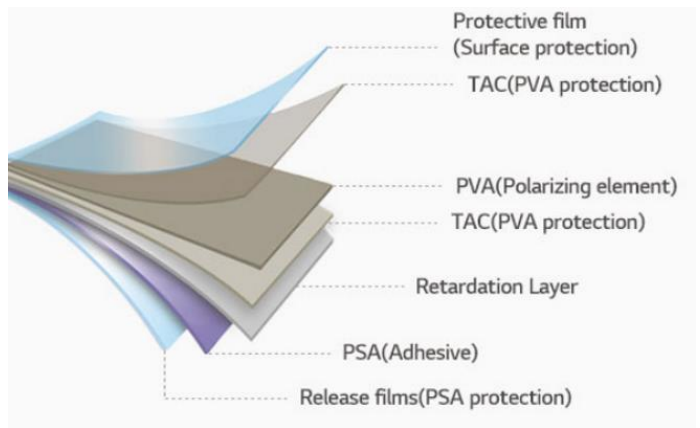 Protective film
(Surface protection)
TAC(PVA protection)
PVA(Polarizing element)
TAC(PVA protection)
Retardation Layer
PSA(Adhesive)
Release films(PSA protection)